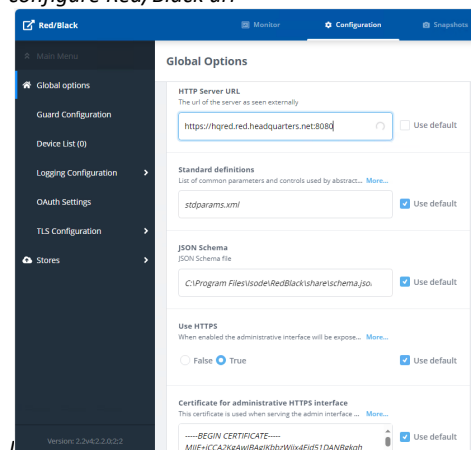 configure Red/Black url
Red/Black
Monitor
Configuration
Snapshots
Main Menu
Global Options
Global options
HTTP Server URL
The url of the server as seen externally
Guard Configuration
https://hqred.red.headquarters.net:8080
Use default
Device List (0)
Logging Configuration
Standard definitions
List of common parameters and controls used by abstract... More...
OAuth Settings
stdparams.xml
Use default
TLS Configuration
JSON Schema
JSON Schema file
Stores
C:\Program Files\Isode\RedBlack\share\schema.jso.
Use default
Use HTTPS
When enabled the administrative interface will be expose... More...
False True
Use default
Certificate for administrative HTTPS interface
This certificate is used when serving the admin interface ... More...
-----BEGIN CERTIFICATE-----
Use default
Version: 2.2v4:2.2.0:2;2